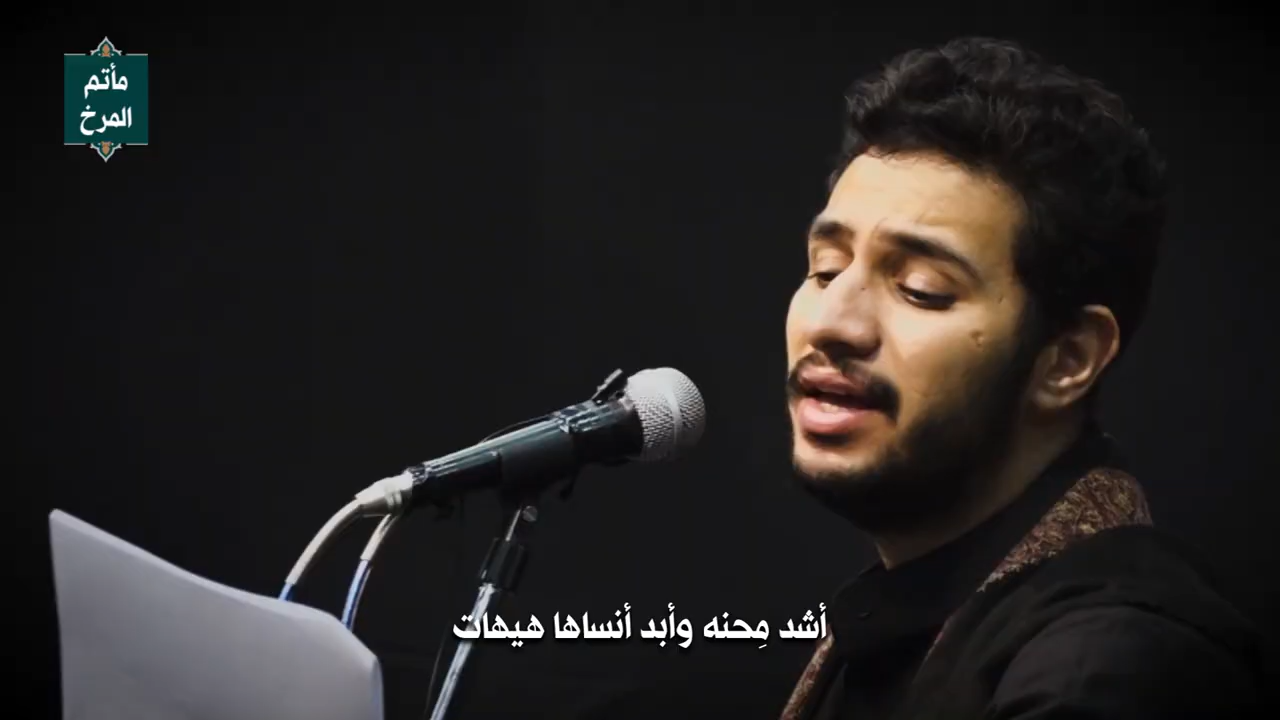 مأتم
المرخ
أشد مِحنه وأبد أنساها هيهات